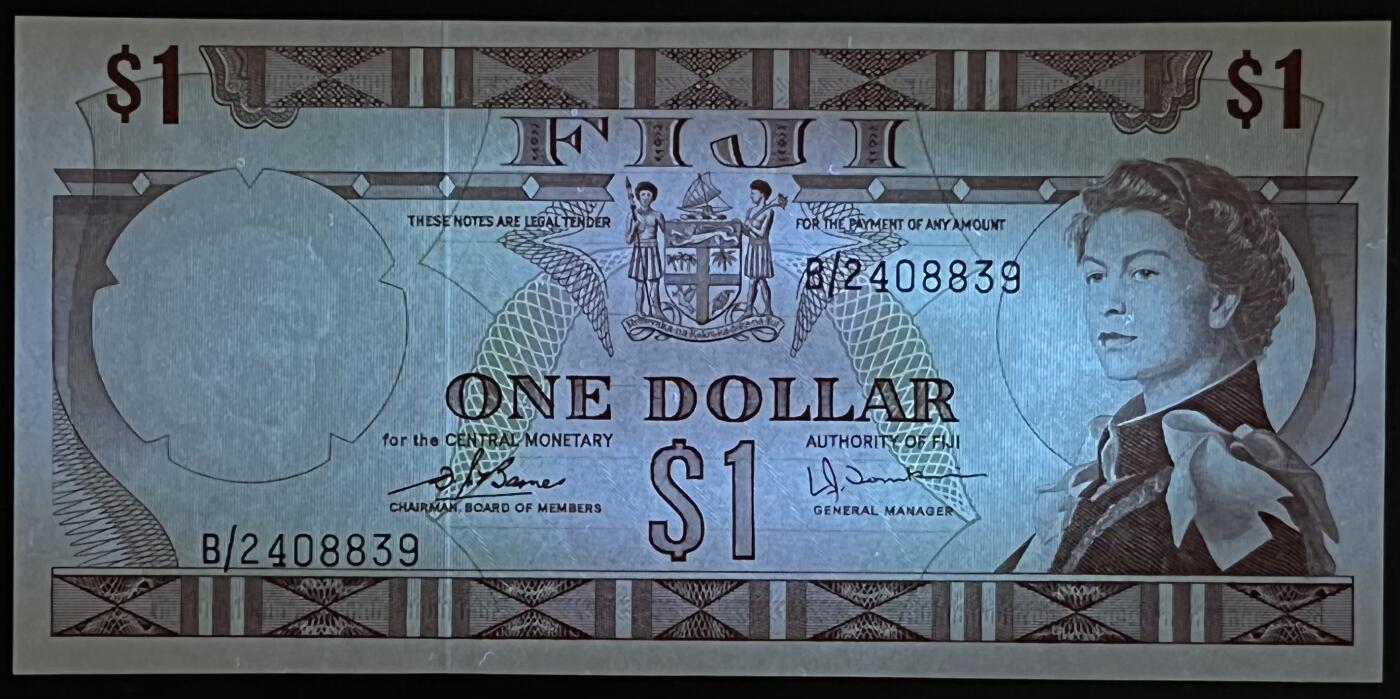 $1 $1
FIJI
THESE NOTES ARE LEGAL TENDER FOR THE PAYMENT OF ANY AMOUNT
B/2408839
ONE DOLLAR
for the CENTRAL MONETARY AUTHORITY OF FIJI
$1
CHAIRMAN, BOARD OF MEMBERS GENERAL MANAGER
B/2408839